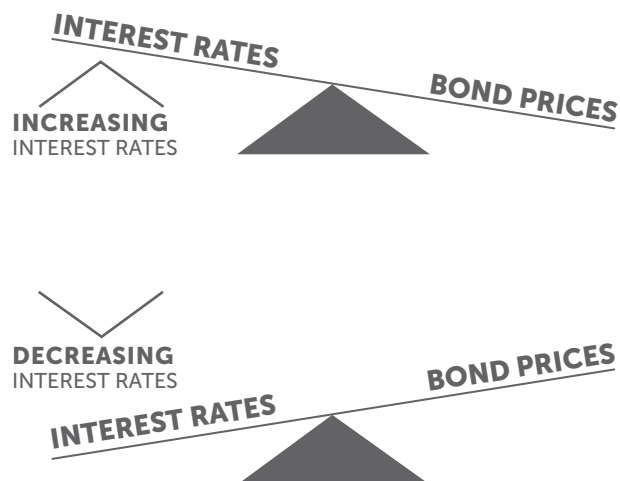 INTEREST RATES
BOND PRICES
INCREASING
INTEREST RATES
DECREASING
INTEREST RATES
BOND PRICES
INTEREST RATES